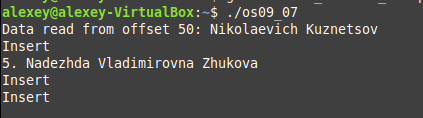 alexey@alexey-VirtualBox:~$ ./os09_07
Data read from offset 50: Nikolaevich Kuznetsov
Insert
5. Nadezhda Vladimirovna Zhukova
Insert
Insert